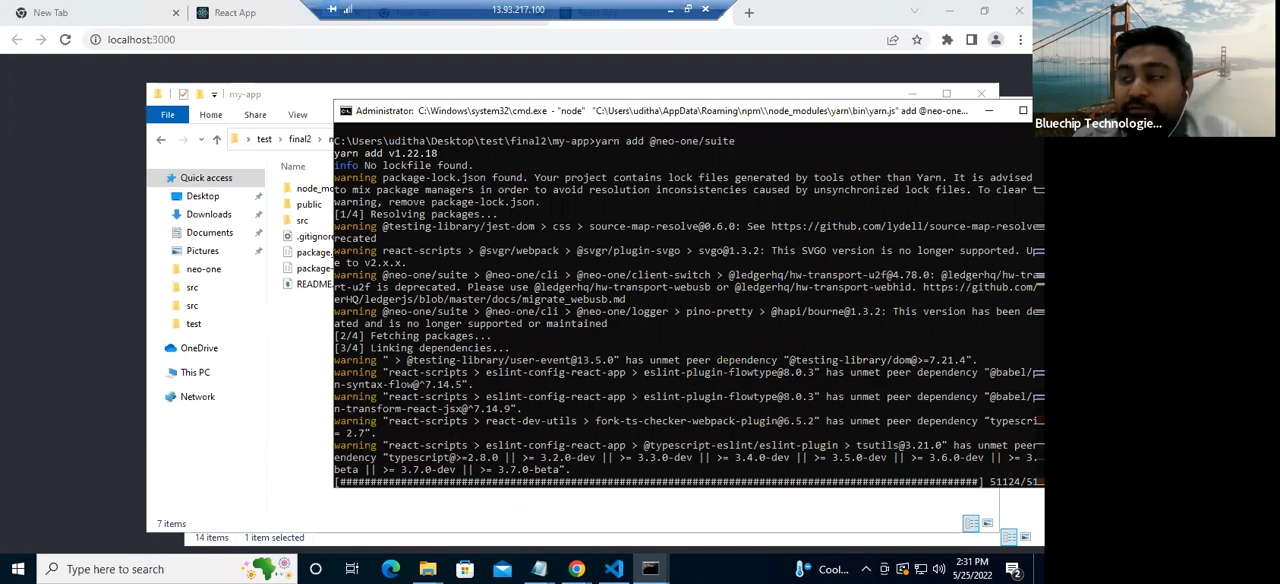 New Tab
React App
13.93.217.100
localhost:3000
my-app
File
Home
Share
View
test
final2
Name
Quick access
Desktop
Downloads
Documents
Pictures
neo-one
src
src
test
OneDrive
This PC
Network
node_m
public
src
.gitignore
package.
package-
README.
7 items
14 items
1 item selected
Administrator: C:\Windows\system32\cmd.exe - "node" "C:\Users\uditha\AppData\Roaming\npm\\node_modules\yarn\bin\yarn.js" add @neo-one...
C:\Users\uditha\Desktop\test\final2\my-app>yarn add @neo-one/suite
yarn add v1.22.18
info No lockfile found.
warning package-lock.json found. Your project contains lock files generated by tools other than Yarn. It is advised
to mix package managers in order to avoid resolution inconsistencies caused by unsynchronized lock files. To clear t
warning, remove package-lock.json.
[1/4] Resolving packages...
warning @testing-library/jest-dom > css > source-map-resolve@0.6.0: See https://github.com/lydell/source-map-resolve
recated
warning react-scripts > @svgr/webpack > @svgr/plugin-svgo > svgo@1.3.2: This SVGO version is no longer supported. Up
e to v2.x.x.
warning @neo-one/suite > @neo-one/cli > @neo-one/client-switch > @ledgerhq/hw-transport-u2f@4.78.0: @ledgerhq/hw-tra
rt-u2f is deprecated. Please use @ledgerhq/hw-transport-webusb or @ledgerhq/hw-transport-webhid. https://github.com/
erHQ/ledgerjs/blob/master/docs/migrate_webusb.md
warning @neo-one/suite > @neo-one/cli > @neo-one/logger > pino-pretty > @hapi/bourne@1.3.2: This version has been de
ated and is no longer supported or maintained
[2/4] Fetching packages...
[3/4] Linking dependencies...
warning " > @testing-library/user-event@13.5.0" has unmet peer dependency "@testing-library/dom@>=7.21.4".
warning "react-scripts > eslint-config-react-app > eslint-plugin-flowtype@8.0.3" has unmet peer dependency "@babel/p
n-syntax-flow@^7.14.5".
warning "react-scripts > eslint-config-react-app > eslint-plugin-flowtype@8.0.3" has unmet peer dependency "@babel/p
n-transform-react-jsx@^7.14.9".
warning "react-scripts > react-dev-utils > fork-ts-checker-webpack-plugin@6.5.2" has unmet peer dependency "typescri
= 2.7".
warning "react-scripts > eslint-config-react-app > @typescript-eslint/eslint-plugin > tsutils@3.21.0" has unmet peer
endency "typescript@>=2.8.0 || >= 3.2.0-dev || >= 3.3.0-dev || >= 3.4.0-dev || >= 3.5.0-dev || >= 3.6.0-dev || >= 3.
beta || >= 3.7.0-dev || >= 3.7.0-beta".
51124/51
Bluechip Technologie...
Type here to search
Cool...
2:31 PM
5/25/2022
2